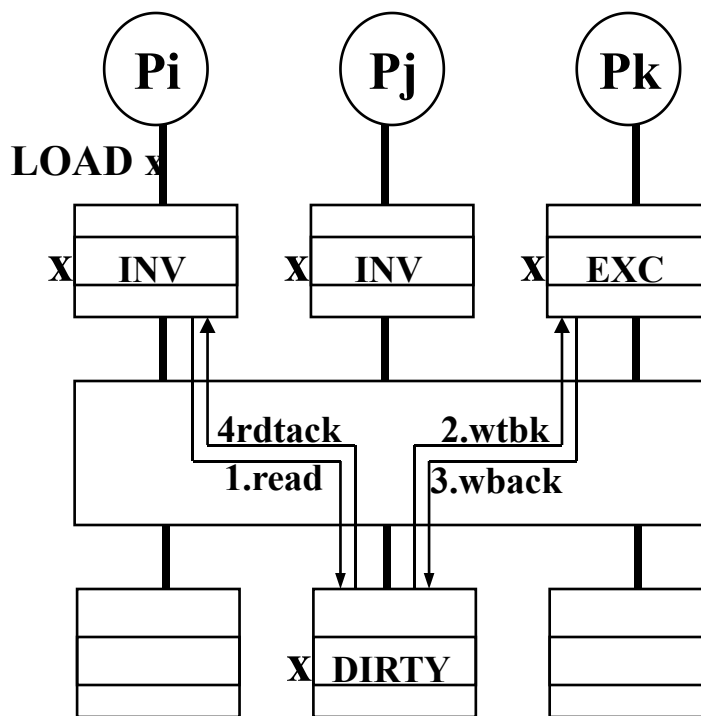 Pi Pj Pk
LOAD x
x INV x INV x EXC
4rdtack 2.wtbk
1.read 3.wback
x DIRTY